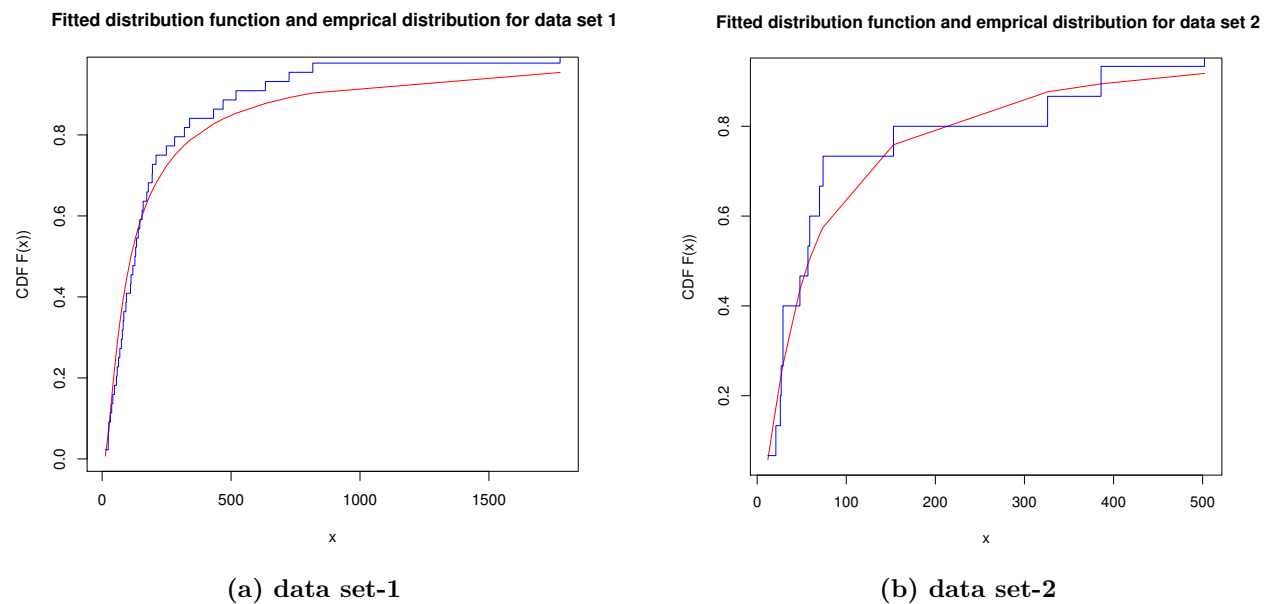 Fitted distribution function and emprical distribution for data set 1
CDF F(x))
0.0
0.2
0.4
0.6
0.8
0
500
1000
1500
x
(a) data set-1
Fitted distribution function and emprical distribution for data set 2
CDF F(x))
0.2
0.4
0.6
0.8
0
100
200
300
400
500
x
(b) data set-2